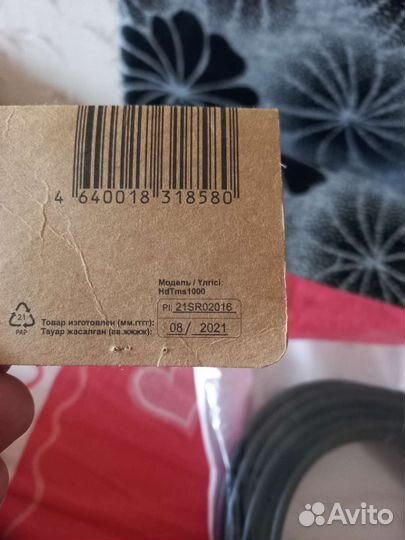 4 640018 318580
Модель / Үлгісі:
HdTms1000
PI: 21SR02016
21
PAP
Товар изготовлен (мм.гггг):
Тауар жасалған (аа.жжжж):
08 / 2021
Avito